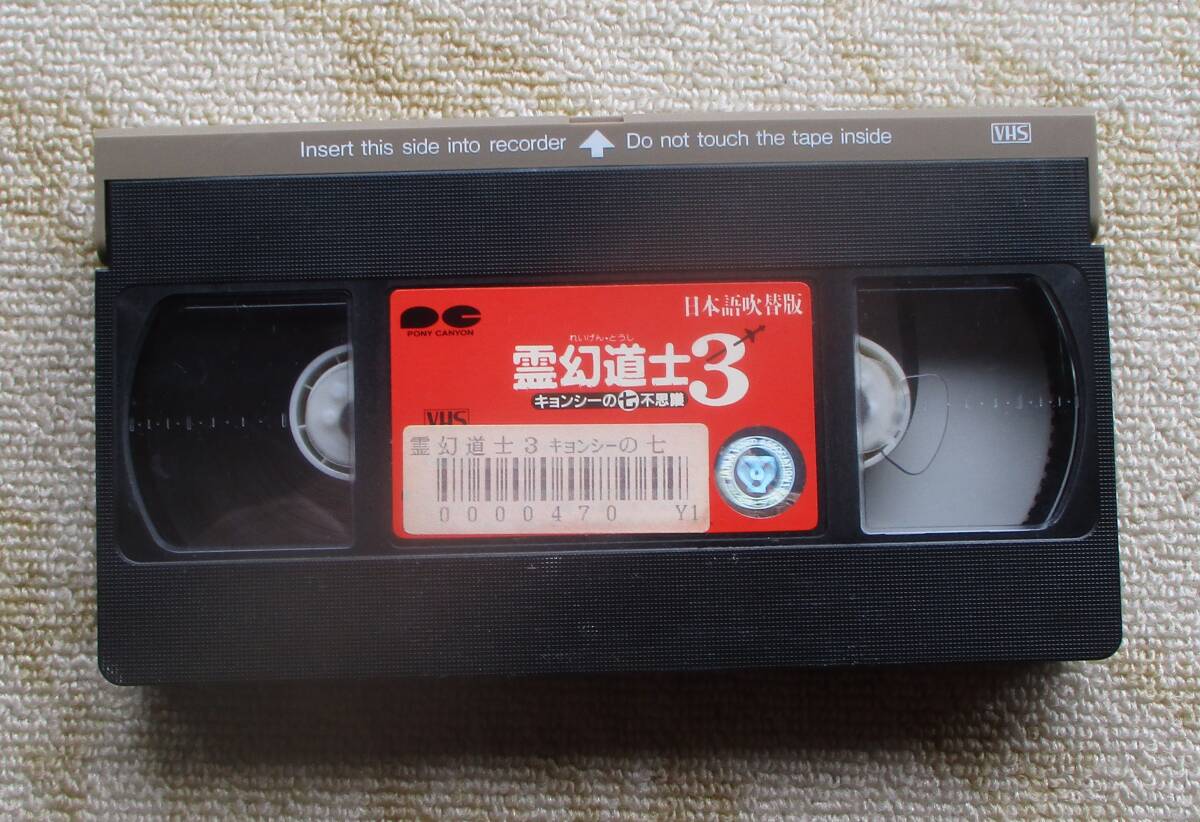 Insert this side into recorder Do not touch the tape inside VHS
PONY CANYON
日本語吹替版
れいげん・どうし
霊幻道士3
キョンシーの七不思議
VHS
霊幻道士3キョンシーの七
0000470 Y1